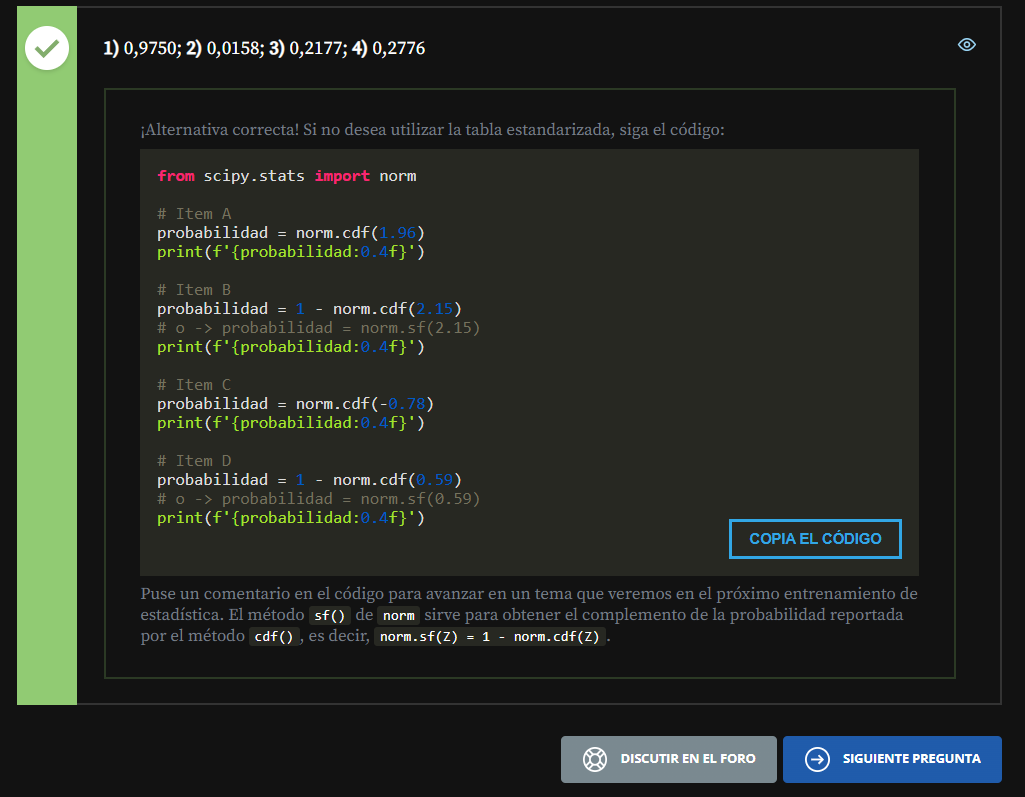 1) 0,9750; 2) 0,0158; 3) 0,2177; 4) 0,2776
¡Alternativa correcta! Si no desea utilizar la tabla estandarizada, siga el código:
from scipy.stats import norm
# Item A
probabilidad = norm.cdf(1.96)
print(f'{probabilidad:0.4f}')
# Item B
probabilidad = 1 - norm.cdf(2.15)
# o -> probabilidad = norm.sf(2.15)
print(f'{probabilidad:0.4f}')
# Item C
probabilidad = norm.cdf(-0.78)
print(f'{probabilidad:0.4f}')
# Item D
probabilidad = 1 - norm.cdf(0.59)
# o -> probabilidad = norm.sf(0.59)
print(f'{probabilidad:0.4f}')
COPIA EL CÓDIGO
Puse un comentario en el código para avanzar en un tema que veremos en el próximo entrenamiento de
estadística. El método sf() de norm sirve para obtener el complemento de la probabilidad reportada
por el método cdf(), es decir, norm.sf(Z) = 1 - norm.cdf(Z).
DISCUTIR EN EL FORO
SIGUIENTE PREGUNTA